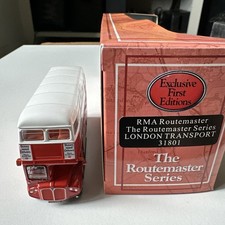 Exclusive
First
Editions
RMA Routemaster
The Routemaster Series
LONDON TRANSPORT
31801
The
Routemaster
Series